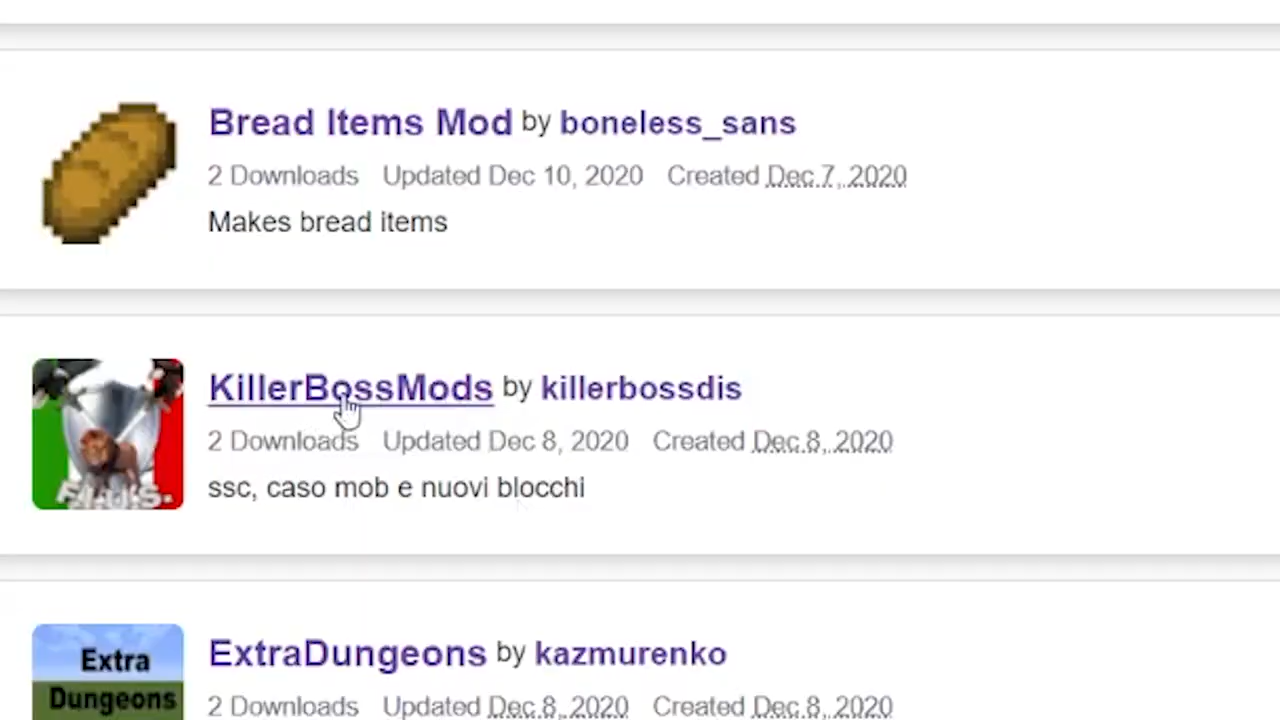 Bread Items Mod by boneless_sans
2 Downloads Updated Dec 10, 2020 Created Dec 7, 2020
Makes bread items
KillerBossMods by killerbossdis
2 Downloads Updated Dec 8, 2020 Created Dec 8, 2020
ssc, caso mob e nuovi blocchi
ExtraDungeons by kazmurenko
Extra
Dungeons
2 Downloads Updated Dec 8, 2020 Created Dec 8, 2020